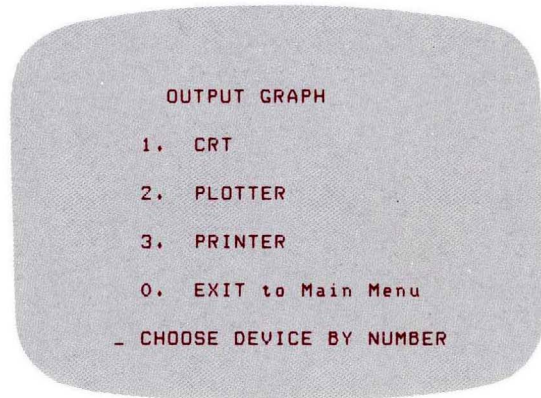 OUTPUT GRAPH
1. CRT
2. PLOTTER
3. PRINTER
0. EXIT to Main Menu
_ CHOOSE DEVICE BY NUMBER